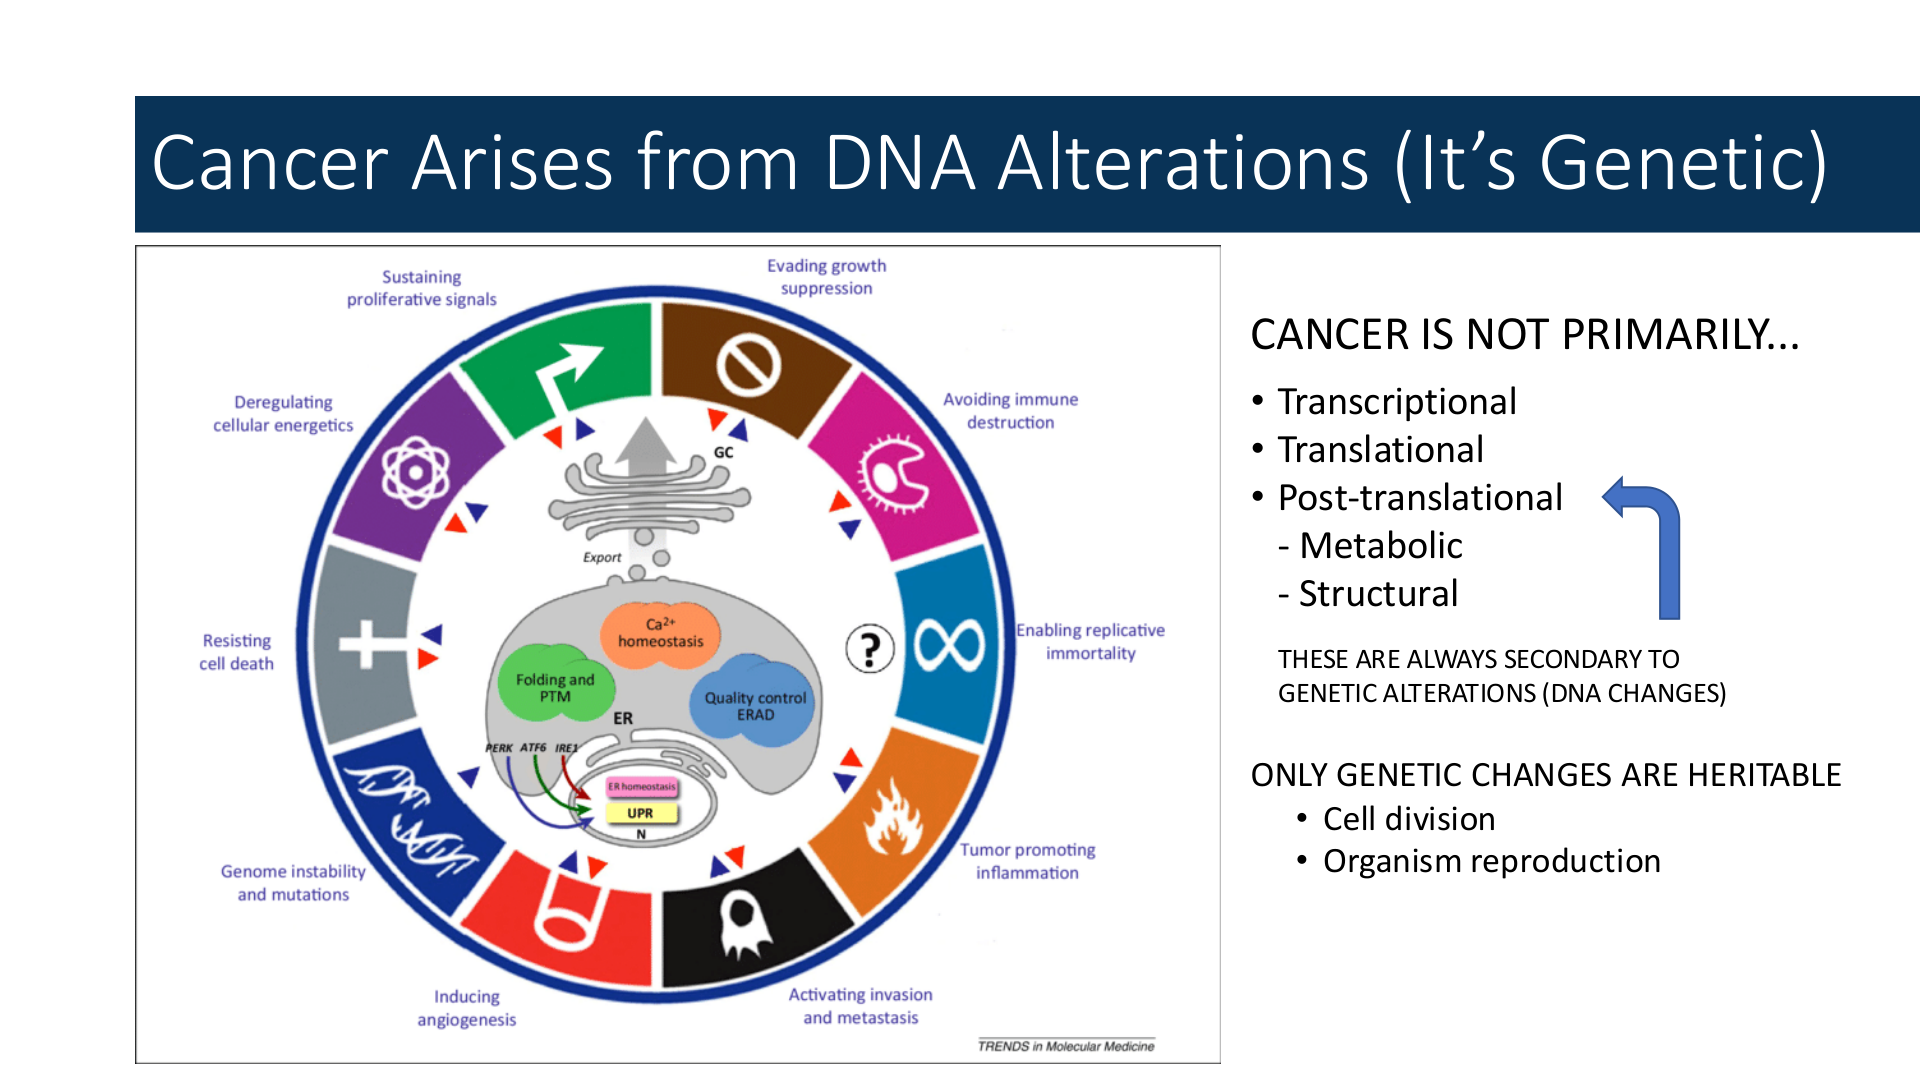 Cancer Arises from DNA Alterations (It’s Genetic)
Sustaining
proliferative signals
Evading growth
suppression
Deregulating
cellular energetics
Avoiding immune
destruction
GC
Export
Resisting
cell death
Enabling replicative
immortality
?
Ca2+
homeostasis
Folding and
PTM
Quality control
ERAD
ER
PERK ATF6 IRE1
ER homeostasis
UPR
N
Genome instability
and mutations
Tumor promoting
inflammation
Inducing
angiogenesis
Activating invasion
and metastasis
TRENDS in Molecular Medicine
CANCER IS NOT PRIMARILY...
• Transcriptional
• Translational
• Post-translational
- Metabolic
- Structural
THESE ARE ALWAYS SECONDARY TO
GENETIC ALTERATIONS (DNA CHANGES)
ONLY GENETIC CHANGES ARE HERITABLE
• Cell division
• Organism reproduction